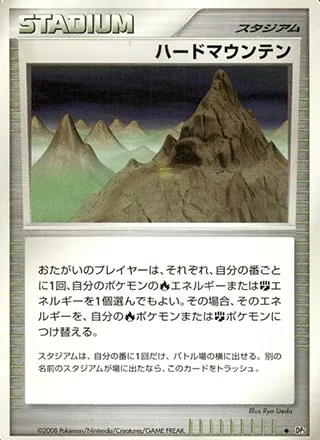 STADIUM
スタジアム
ハードマウンテン
おたがいのプレイヤーは、それぞれ、自分の番ごと
に1回、自分のポケモンのエネルギーまたはエ
ネルギーを1個選んでもよい。その場合、そのエネ
ルギーを、自分のポケモンまたはポケモンに
つけ替える。
スタジアムは、自分の番に1回だけ、バトル場の横に出せる。別の
名前のスタジアムが場に出たなら、このカードをトラッシュ。
Illus. Ryo Ueda
©2008 Pokémon/Nintendo/Creatures/GAME FREAK